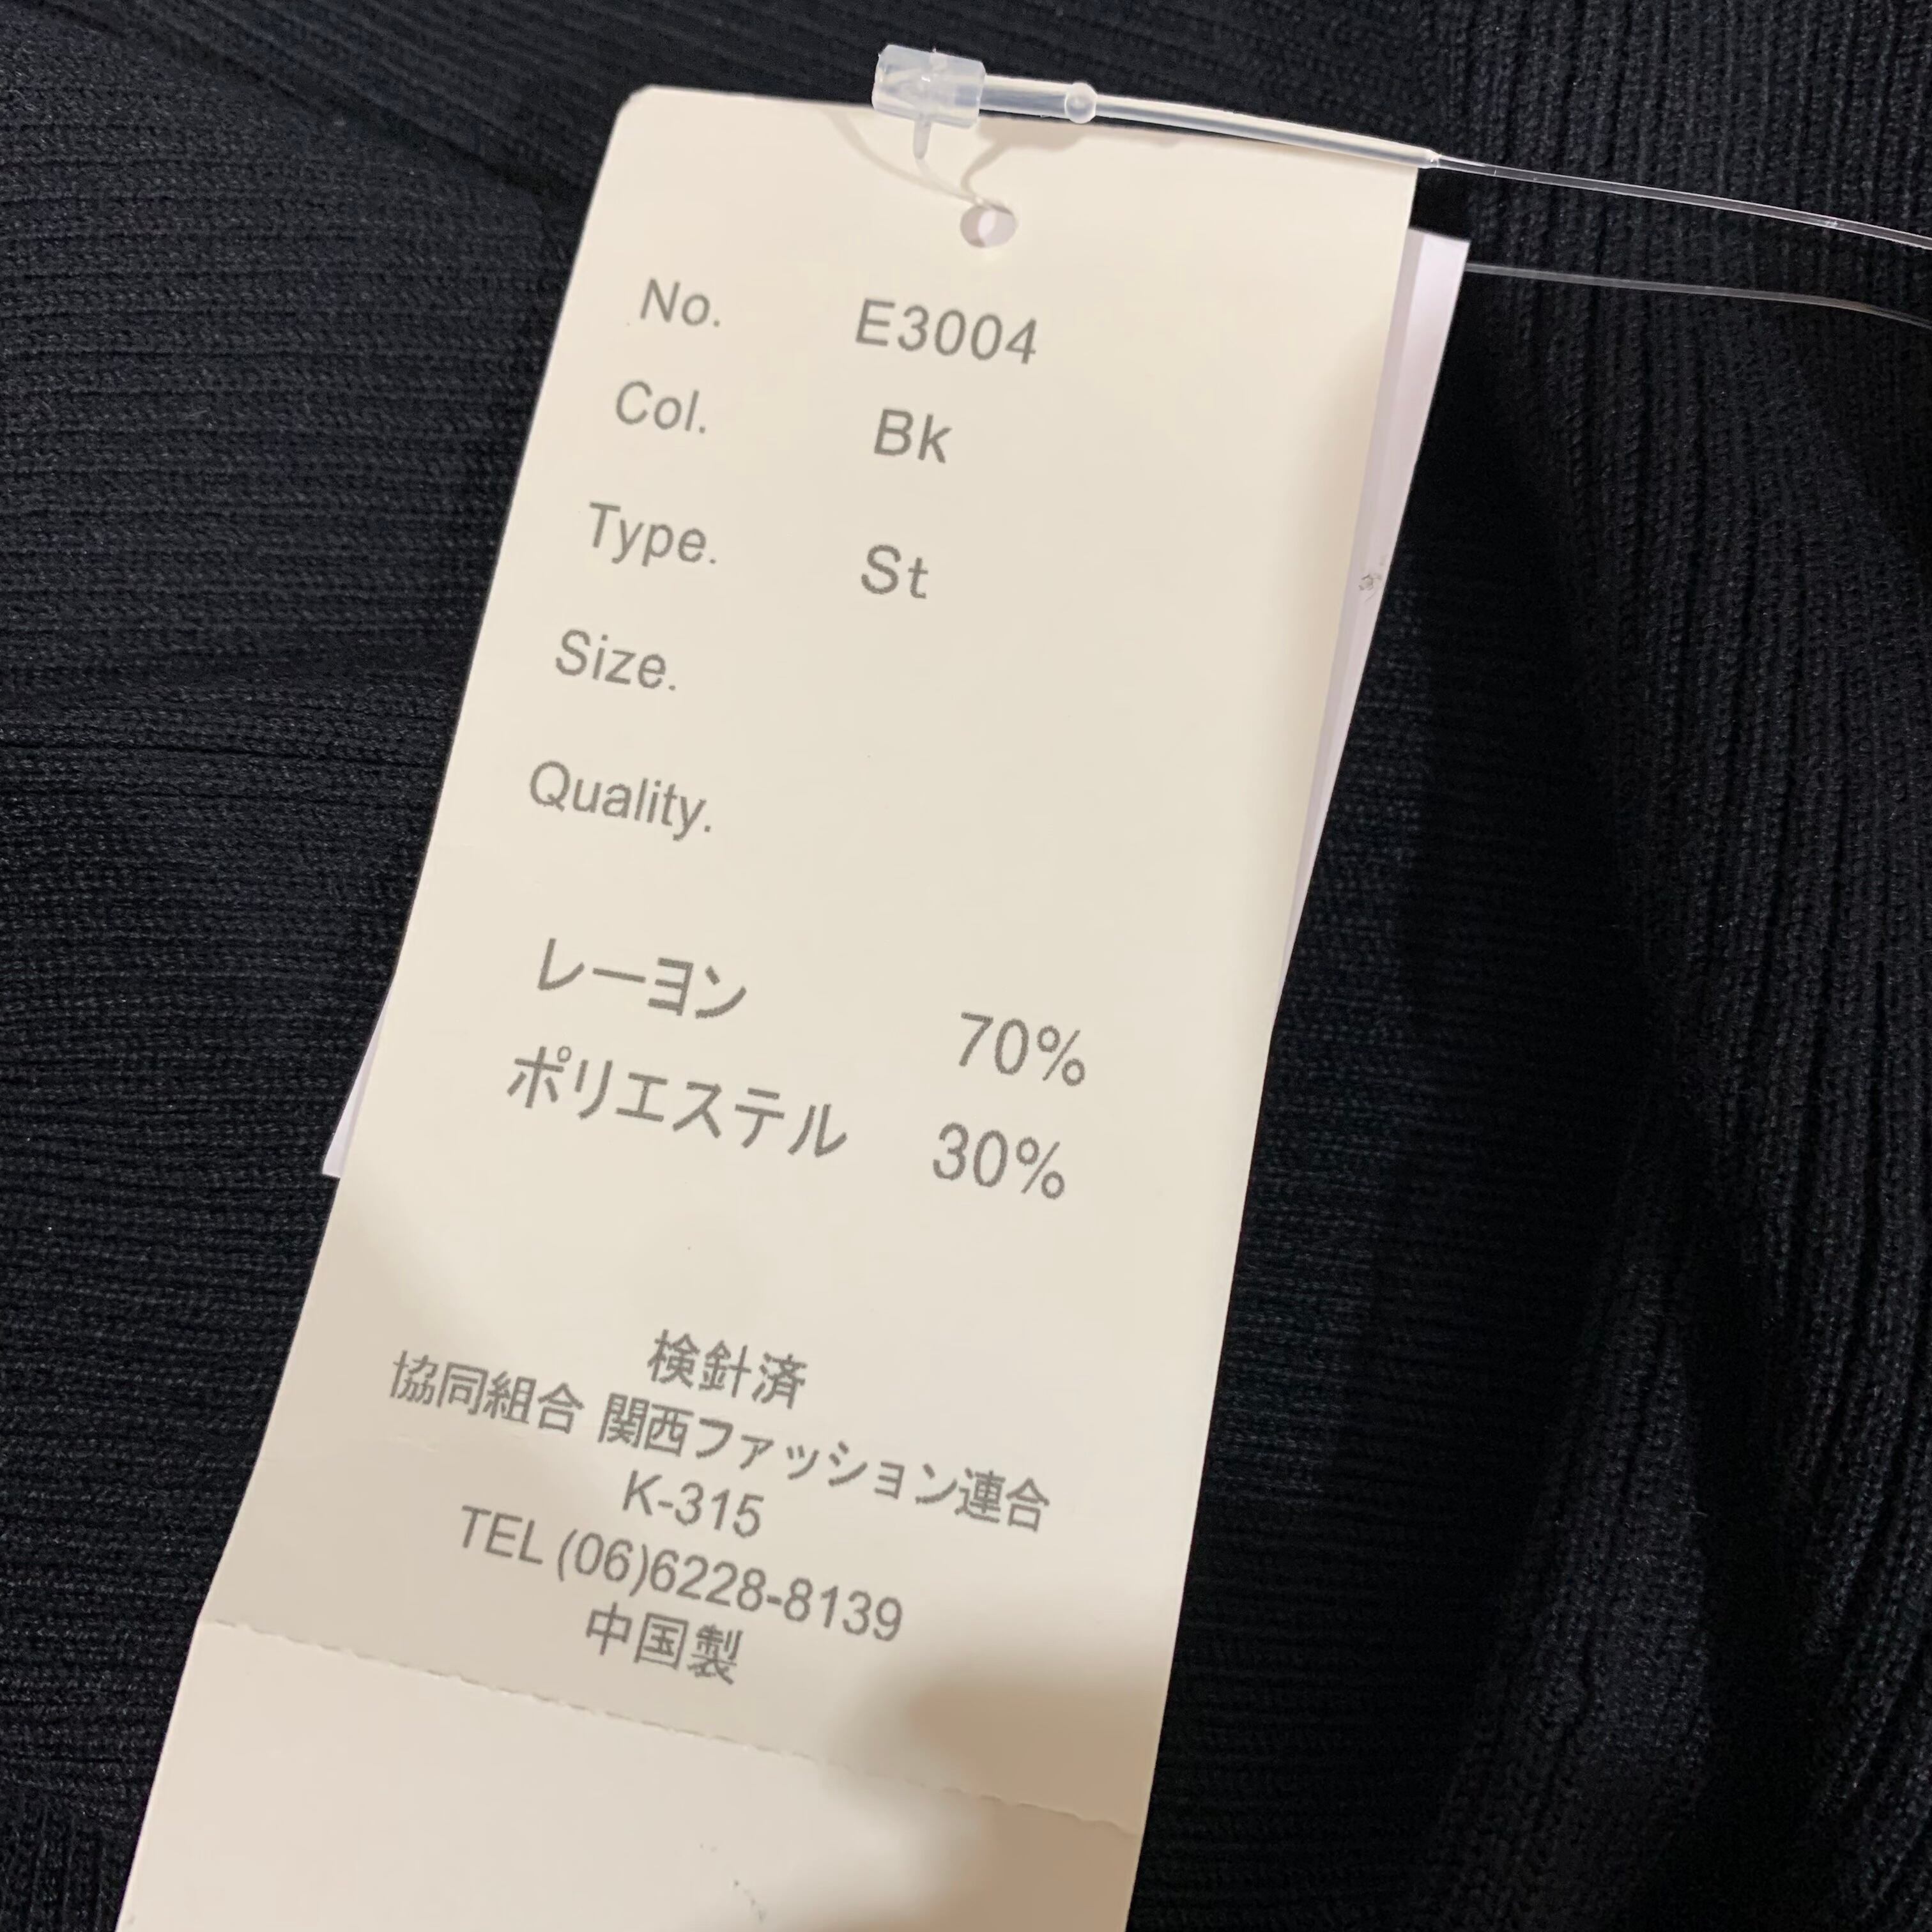 No. E3004
Col. Bk
Type. St
Size.
Quality.
レーヨン 70%
ポリエステル 30%
検針済
協同組合 関西ファッション連合
K-315
TEL (06)6228-8139
中国製